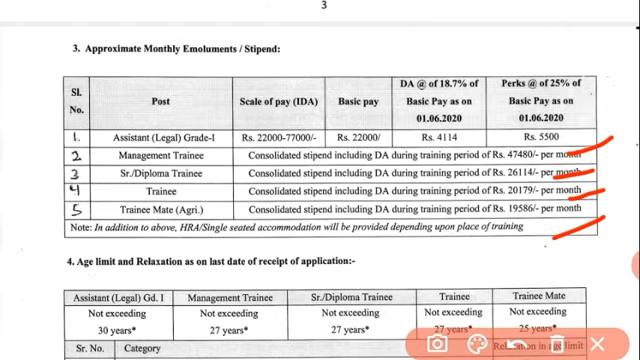 3
3. Approximate Monthly Emoluments / Stipend:
Sl. No. Post Scale of pay (IDA) Basic pay DA @ of 18.7% of Basic Pay as on 01.06.2020 Perks @ of 25% of Basic Pay as on 01.06.2020
1. Assistant (Legal) Grade-I Rs. 22000-77000/- Rs. 22000/ Rs. 4114 Rs. 5500
2 Management Trainee Consolidated stipend including DA during training period of Rs. 47480/- per month
3 Sr./Diploma Trainee Consolidated stipend including DA during training period of Rs. 26114/- per month
4 Trainee Consolidated stipend including DA during training period of Rs. 20179/- per month
5 Trainee Mate (Agri.) Consolidated stipend including DA during training period of Rs. 19586/- per month
Note: In addition to above, HRA/Single seated accommodation will be provided depending upon place of training
4. Age limit and Relaxation as on last date of receipt of application:-
Assistant (Legal) Gd. I Management Trainee Sr./Diploma Trainee Trainee Trainee Mate
Not exceeding 30 years* Not exceeding 27 years* Not exceeding 27 years* Not exceeding 27 years* Not exceeding 25 years*
Sr. No. Category Relaxation in age limit